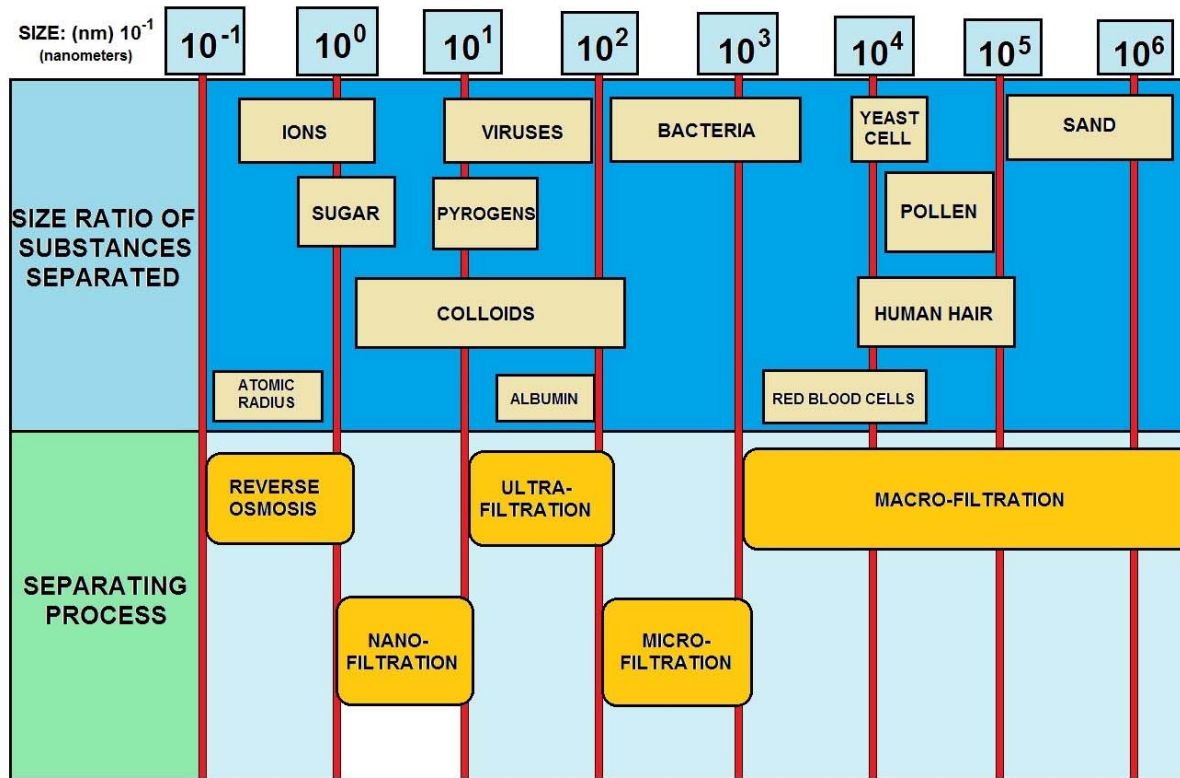 SIZE: (nm) 10⁻¹
(nanometers)
10⁻¹
10⁰
10¹
10²
10³
10⁴
10⁵
10⁶
SIZE RATIO OF
SUBSTANCES
SEPARATED
IONS
VIRUSES
BACTERIA
YEAST
CELL
SAND
SUGAR
PYROGENS
POLLEN
COLLOIDS
HUMAN HAIR
ATOMIC
RADIUS
ALBUMIN
RED BLOOD CELLS
SEPARATING
PROCESS
REVERSE
OSMOSIS
ULTRA-
FILTRATION
MACRO-FILTRATION
NANO-
FILTRATION
MICRO-
FILTRATION